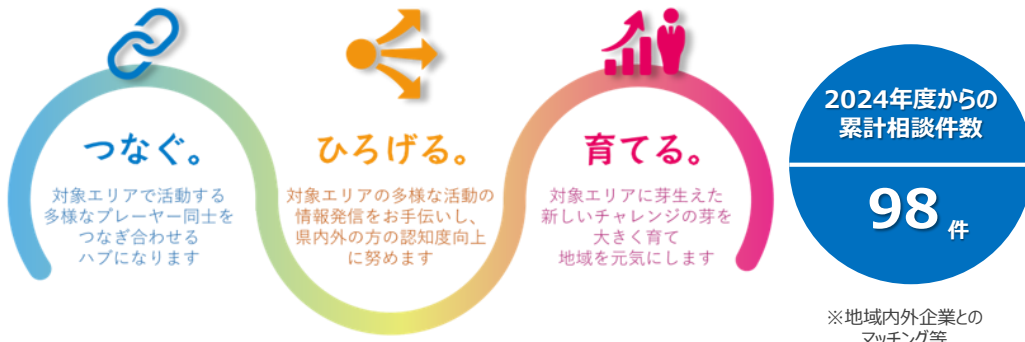 つなぐ。
対象エリアで活動する
多様なプレーヤー同士を
つなぎ合わせる
ハブになります
ひろげる。
対象エリアの多様な活動の
情報発信をお手伝いし、
県内外の方の認知度向上
に努めます
育てる。
対象エリアに芽生えた
新しいチャレンジの芽を
大きく育て
地域を元気にします
2024年度からの
累計相談件数
98 件
※地域内外企業との
マッチング等